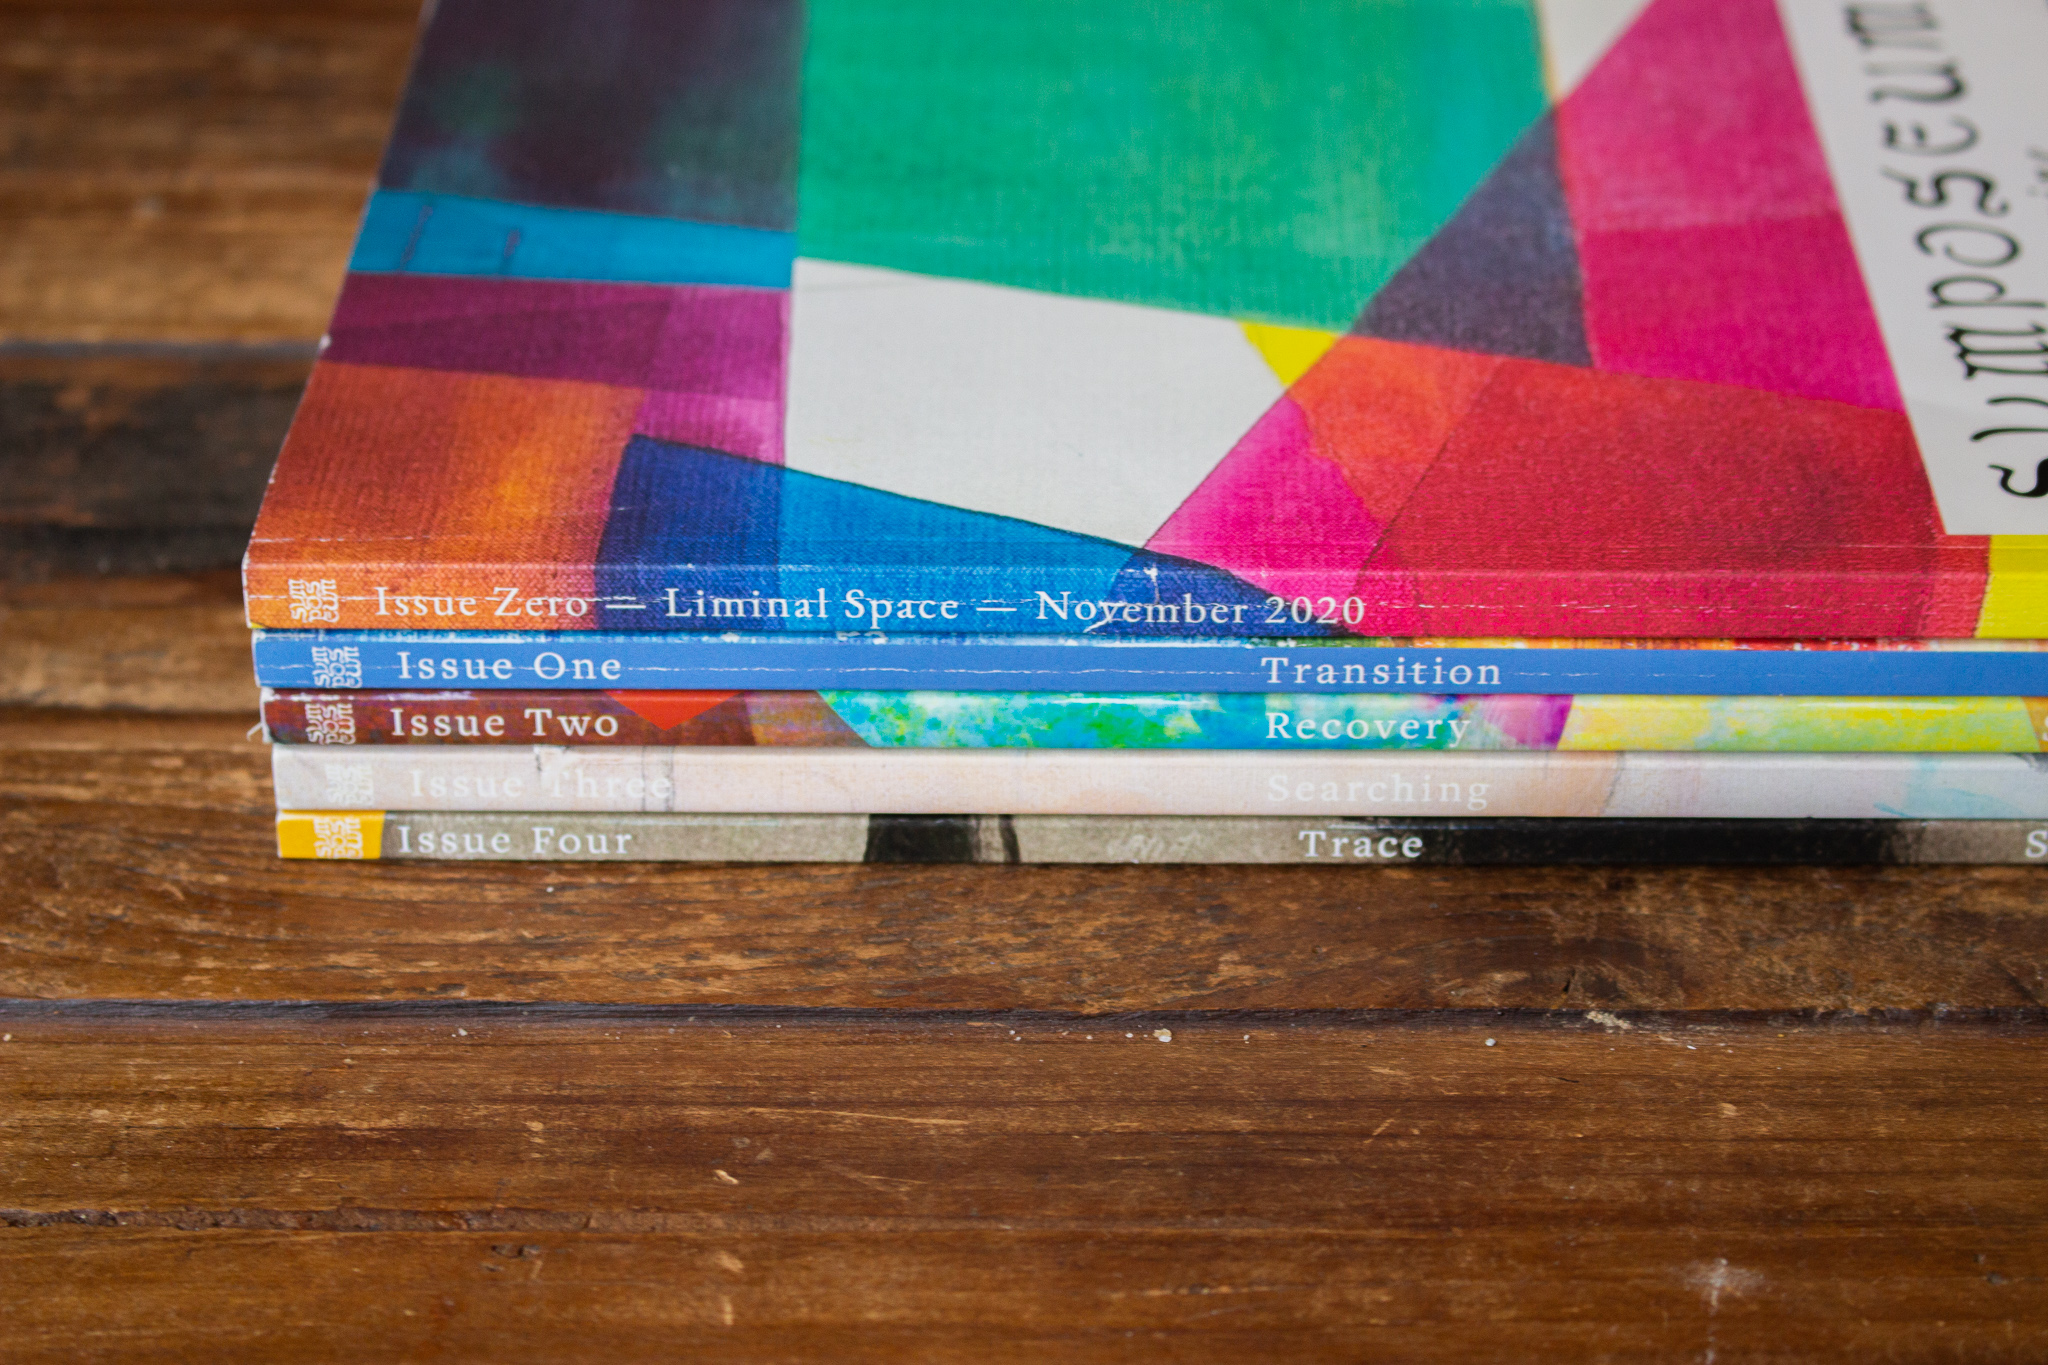 Issue Zero — Liminal Space — November 2020
Issue One Transition
Issue Two Recovery
Issue Three Searching
Issue Four Trace S